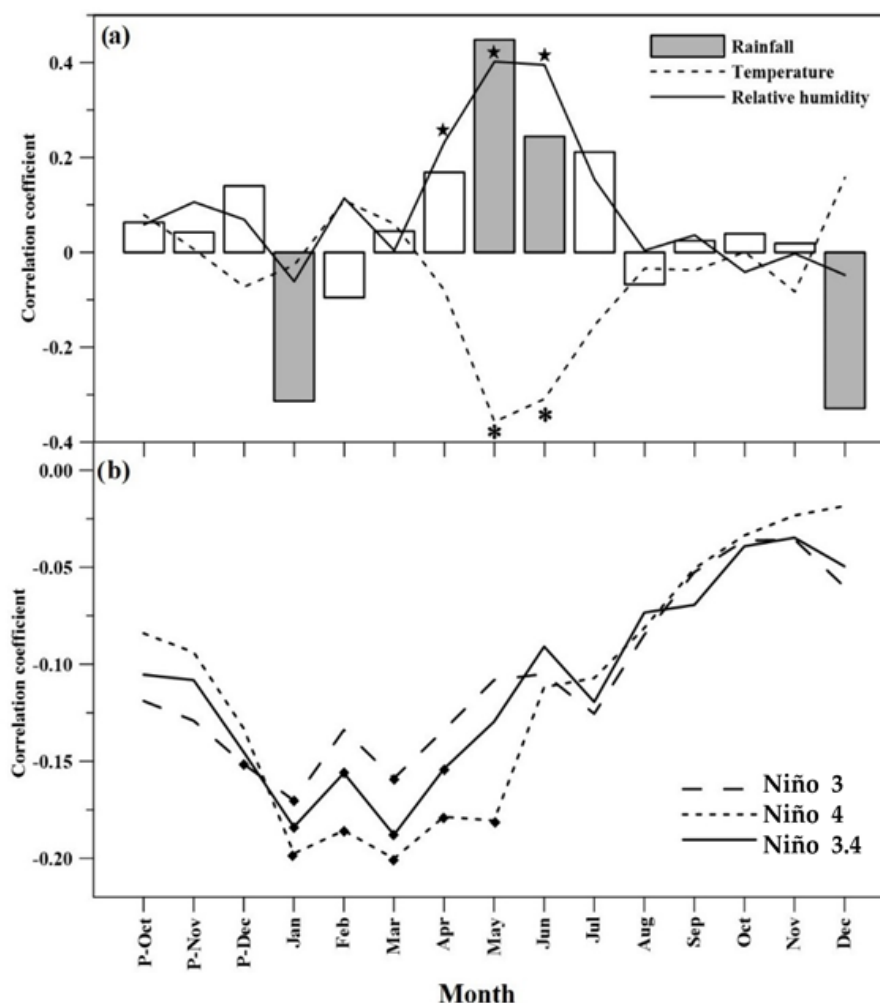 (a)
Rainfall
Temperature
Relative humidity
Correlation coefficient
0.4
0.2
0
-0.2
-0.4
(b)
0.00
-0.05
-0.10
-0.15
-0.20
Correlation coefficient
Niño 3
Niño 4
Niño 3.4
P-Oct
P-Nov
P-Dec
Jan
Feb
Mar
Apr
May
Jun
Jul
Aug
Sep
Oct
Nov
Dec
Month